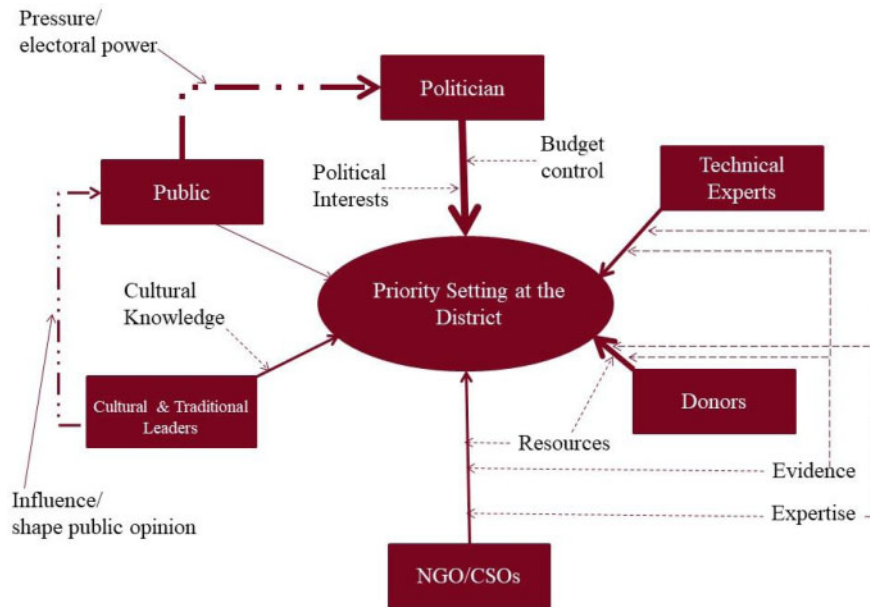 Pressure/
electoral power
Politician
Public
Political
Interests
Budget
control
Technical
Experts
Cultural
Knowledge
Priority Setting at the
District
Cultural & Traditional
Leaders
Donors
Resources
Evidence
Influence/
shape public opinion
Expertise
NGO/CSOs